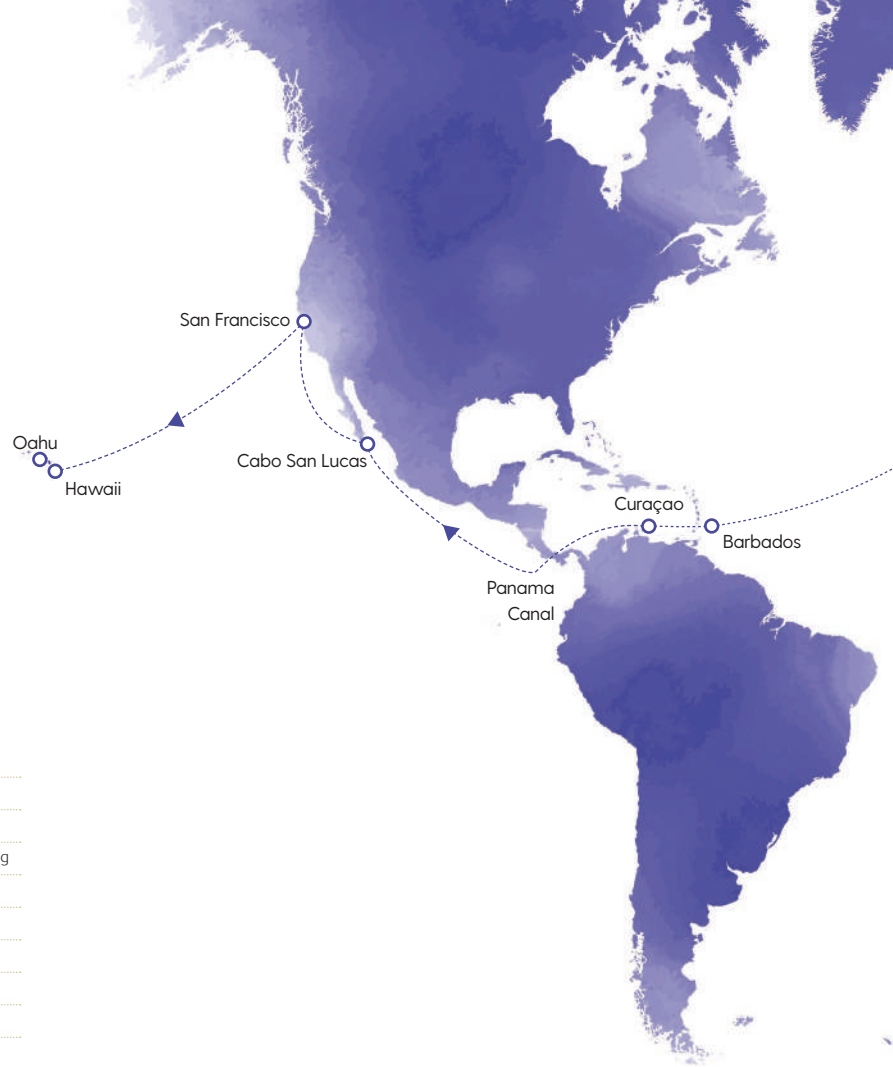 San Francisco
Oahu
Cabo San Lucas
Hawaii
Curaçao
Barbados
Panama
Canal
g